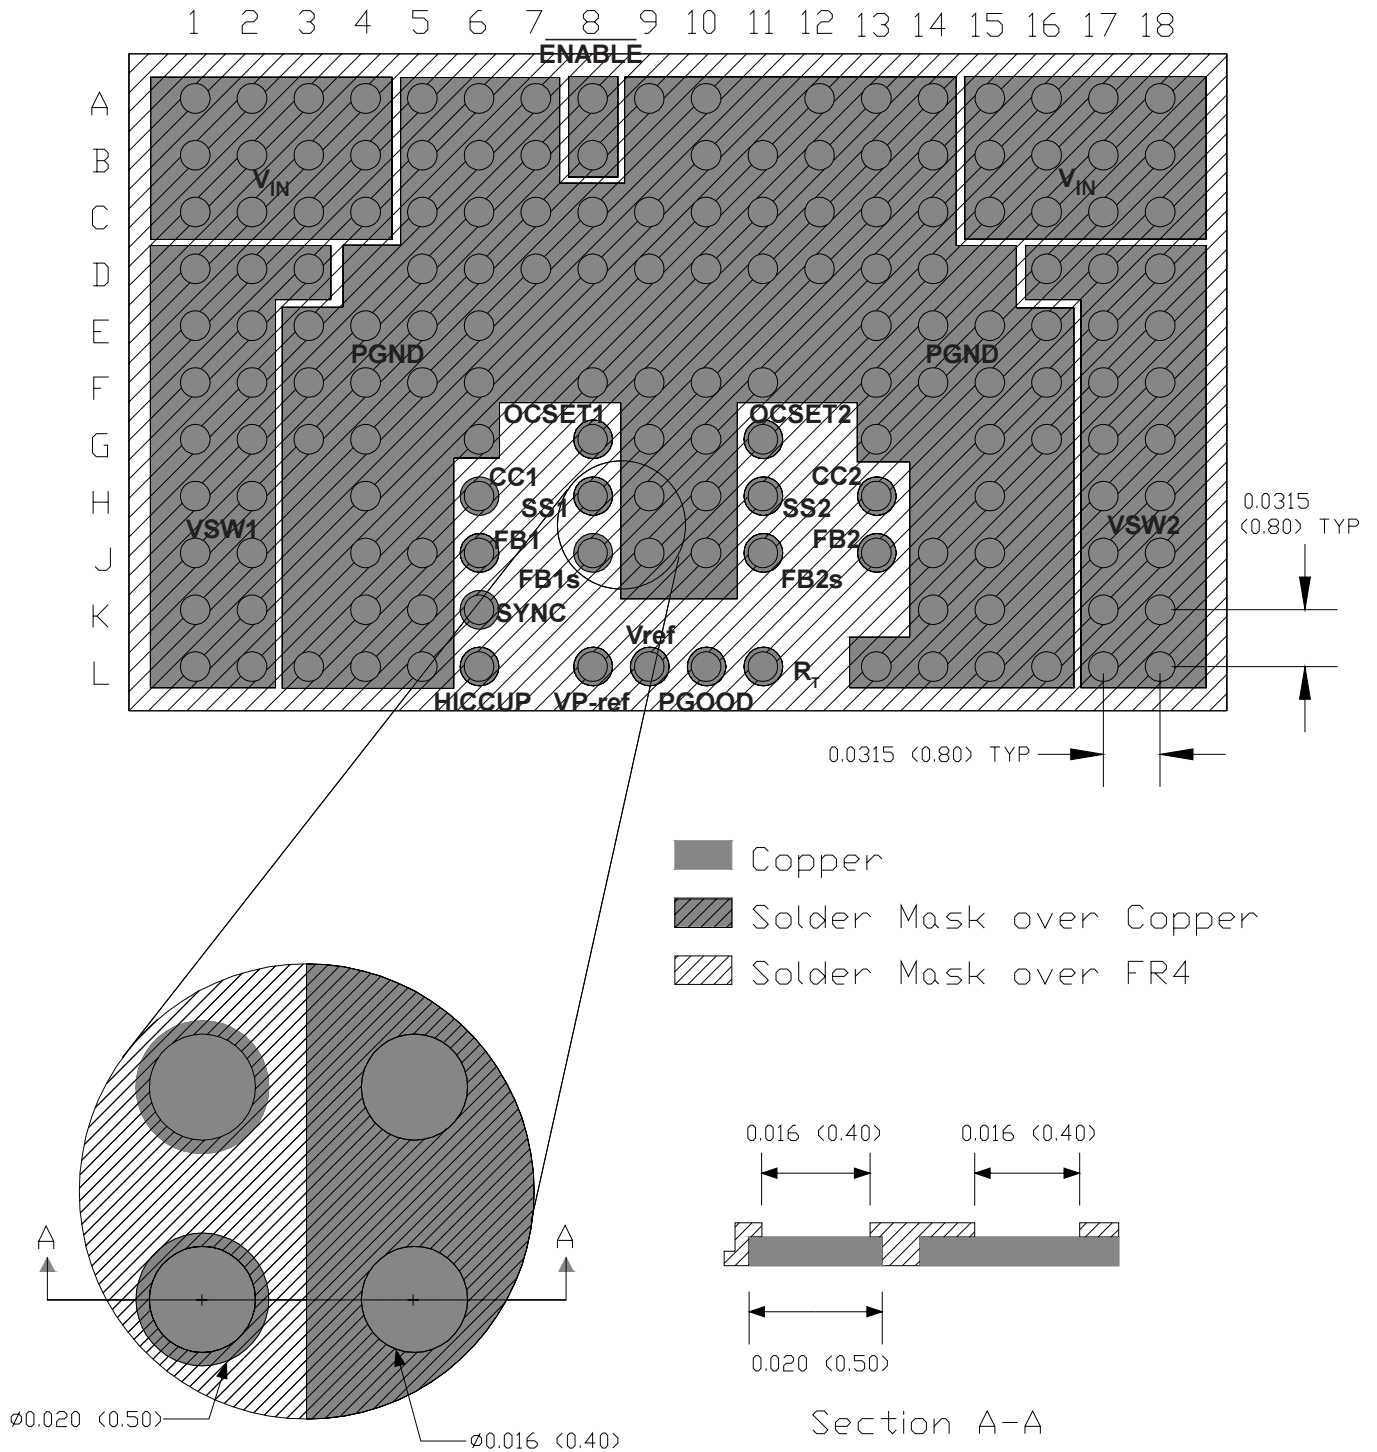 1 2 3 4 5 6 7 8 9 10 11 12 13 14 15 16 17 18
ENABLE
A
B
VIN VIN
C
D
E
PGND PGND
F
OCSET1 OCSET2
G
CC1 CC2
H
SS1 SS2
VSW1 VSW2
0.0315
(0.80) TYP
FB1 FB2
J
FB1s FB2s
K
SYNC
Vref
L
RT
HICCUP VP-ref PGOOD
0.0315 (0.80) TYP
Copper
Solder Mask over Copper
Solder Mask over FR4
A A
0.016 (0.40) 0.016 (0.40)
0.020 (0.50)
Ø0.020 (0.50)
Ø0.016 (0.40)
Section A-A